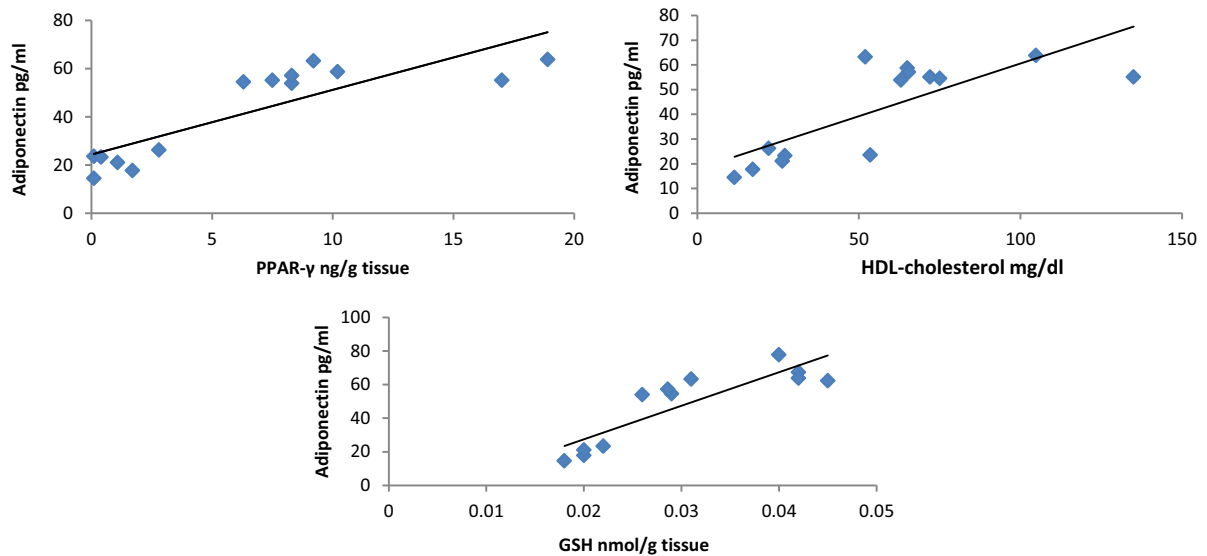 80
60
40
20
0
Adiponectin pg/ml
0 5 10 15 20
PPAR-γ ng/g tissue
80
70
60
50
40
30
20
10
0
Adiponectin pg/ml
0 50 100 150
HDL-cholesterol mg/dl
100
80
60
40
20
0
Adiponectin pg/ml
0 0.01 0.02 0.03 0.04 0.05
GSH nmol/g tissue